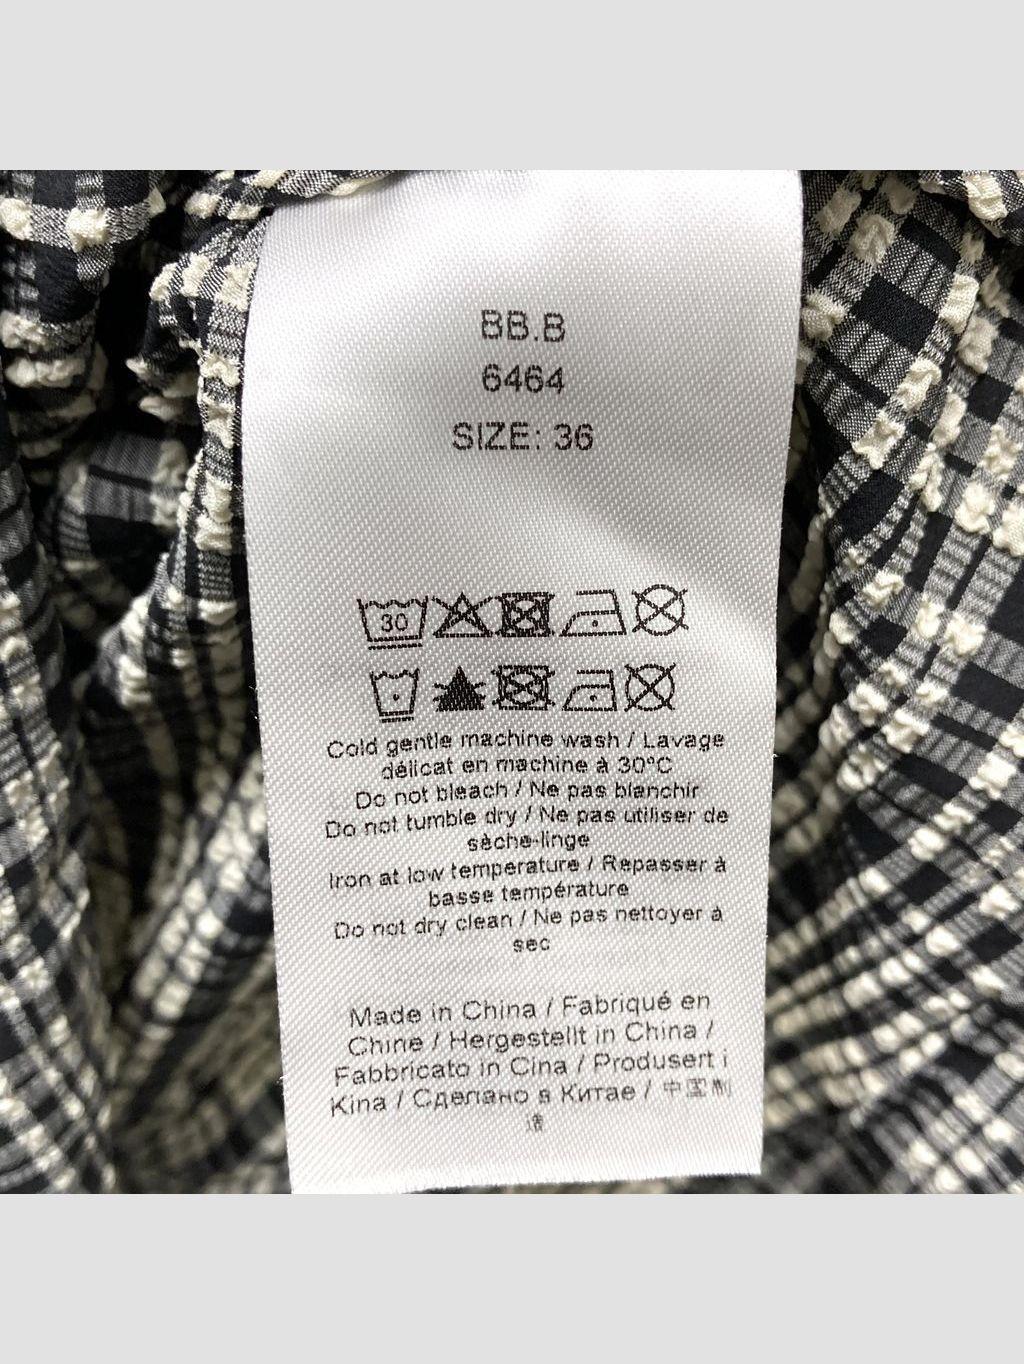 BB.B
6464
SIZE: 36
30
Cold gentle machine wash / Lavage
délicat en machine à 30°C
Do not bleach / Ne pas blanchir
Do not tumble dry / Ne pas utiliser de
sèche-linge
Iron at low temperature / Repasser à
basse température
Do not dry clean / Ne pas nettoyer à
sec
Made in China / Fabriqué en
Chine / Hergestellt in China /
Fabbricato in Cina / Produsert i
Kina / Сделано в Китае / 中国制
造